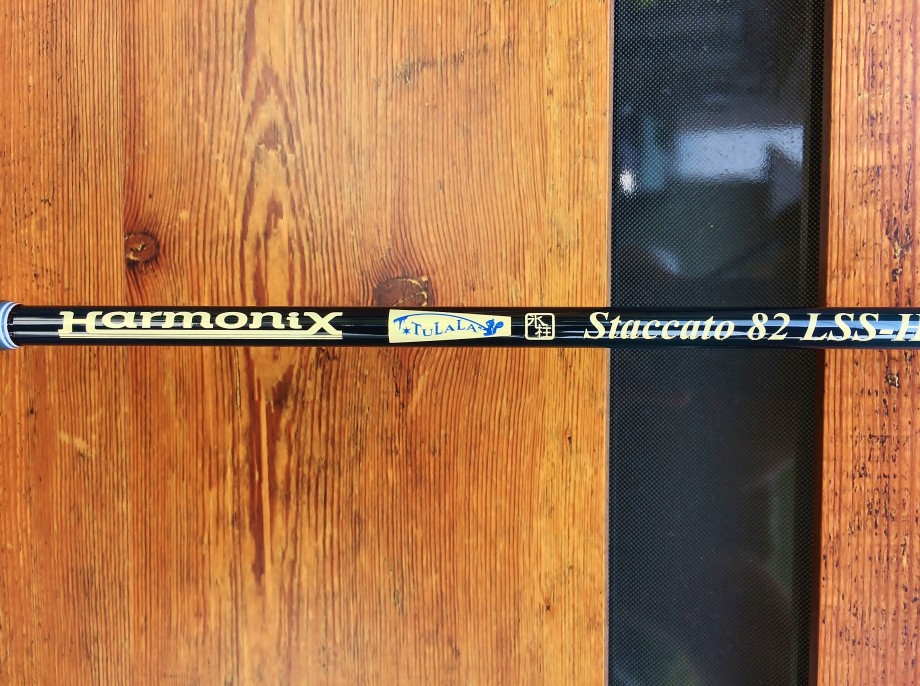 HarmoniX TULALA 氷柱 Staccato 82 LSS-H